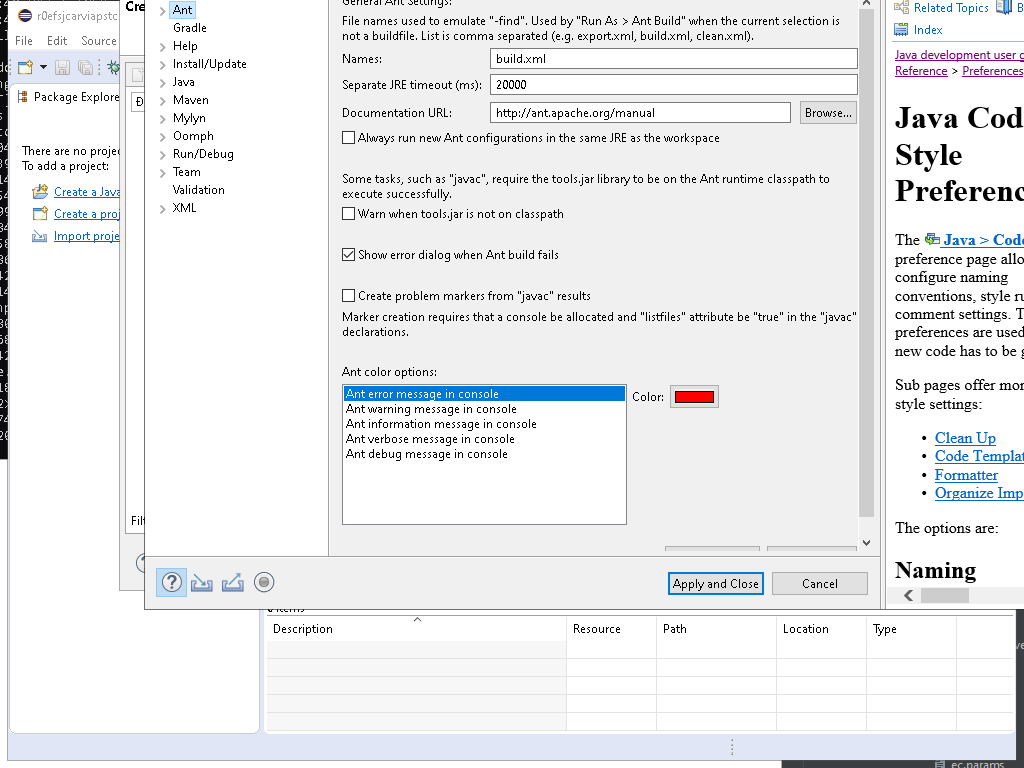 r0efsjcarviapstc
File Edit Source
Package Explore
There are no proje
To add a project:
Create a Java
Create a proj
Import proje
Cre
Ant
Gradle
Help
Install/Update
Java
Maven
Mylyn
Oomph
Run/Debug
Team
Validation
XML
General Ant Settings:
File names used to emulate "-find". Used by "Run As > Ant Build" when the current selection is
not a buildfile. List is comma separated (e.g. export.xml, build.xml, clean.xml).
Names: build.xml
Separate JRE timeout (ms): 20000
Documentation URL: http://ant.apache.org/manual Browse...
Always run new Ant configurations in the same JRE as the workspace
Some tasks, such as "javac", require the tools.jar library to be on the Ant runtime classpath to
execute successfully.
Warn when tools.jar is not on classpath
Show error dialog when Ant build fails
Create problem markers from "javac" results
Marker creation requires that a console be allocated and "listfiles" attribute be "true" in the "javac"
declarations.
Ant color options:
Ant error message in console
Ant warning message in console
Ant information message in console
Ant verbose message in console
Ant debug message in console
Color:
Filt
Apply and Close Cancel
Related Topics B
Index
Java development user g
Reference > Preferences
Java Cod
Style
Preferenc
The Java > Code
preference page allo
configure naming
conventions, style ru
comment settings. T
preferences are used
new code has to be g
Sub pages offer mor
style settings:
• Clean Up
• Code Templat
• Formatter
• Organize Imp
The options are:
Naming
items
Description Resource Path Location Type
ec.params